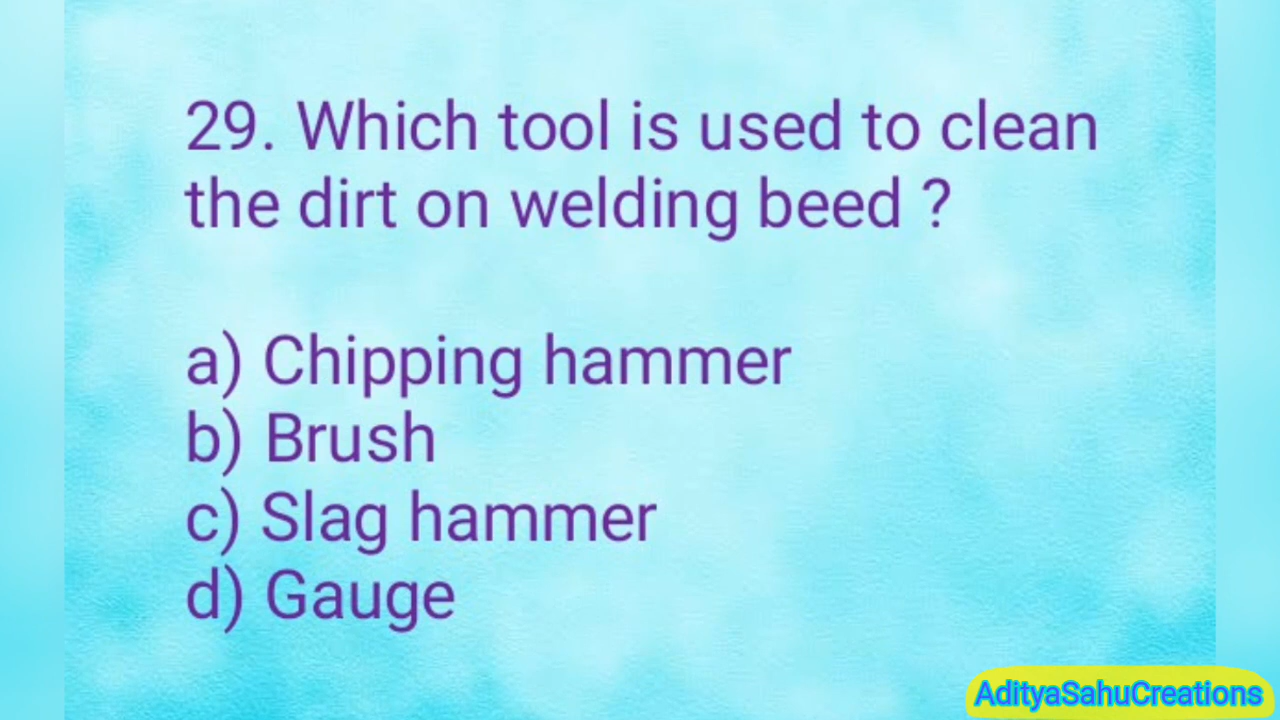 29. Which tool is used to clean
the dirt on welding beed ?
a) Chipping hammer
b) Brush
c) Slag hammer
d) Gauge
AdityaSahuCreations